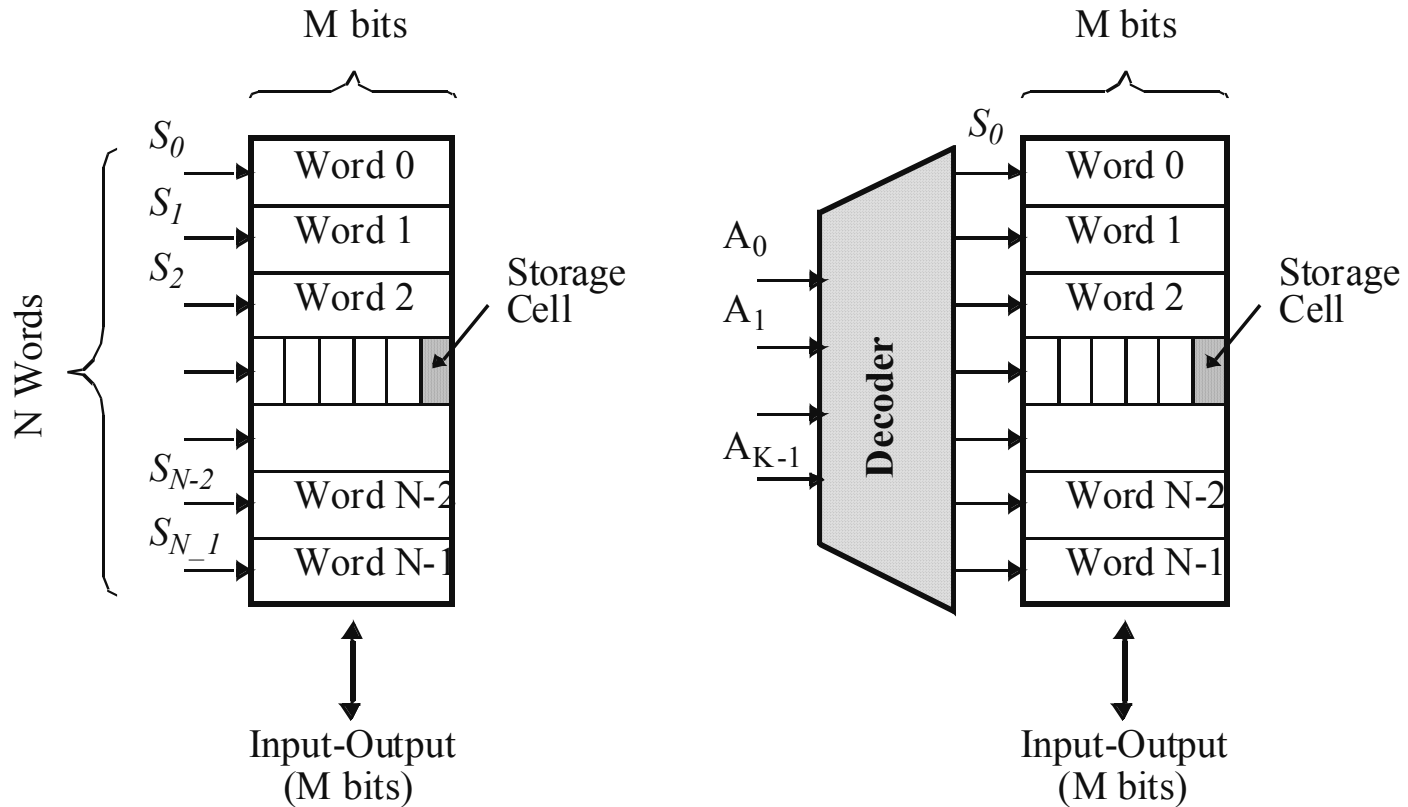 M bits
N Words
S0
S1
S2
SN-2
SN_1
Word 0
Word 1
Word 2
Word N-2
Word N-1
Storage
Cell
Input-Output
(M bits)
M bits
A0
A1
AK-1
Decoder
S0
Word 0
Word 1
Word 2
Word N-2
Word N-1
Storage
Cell
Input-Output
(M bits)